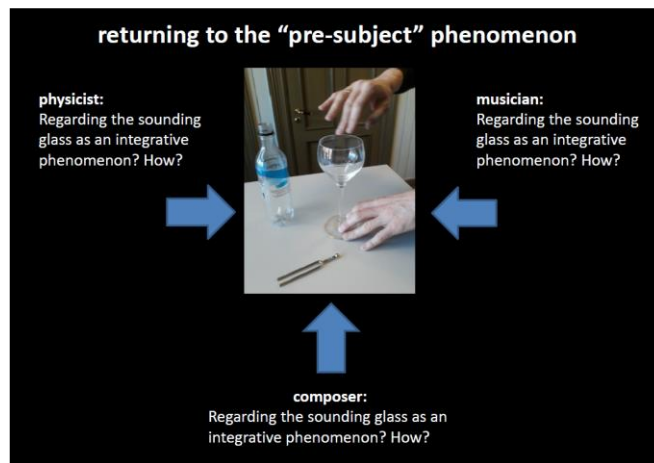 returning to the “pre-subject” phenomenon
physicist:
Regarding the sounding
glass as an integrative
phenomenon? How?
musician:
Regarding the sounding
glass as an integrative
phenomenon? How?
composer:
Regarding the sounding glass as an
integrative phenomenon? How?